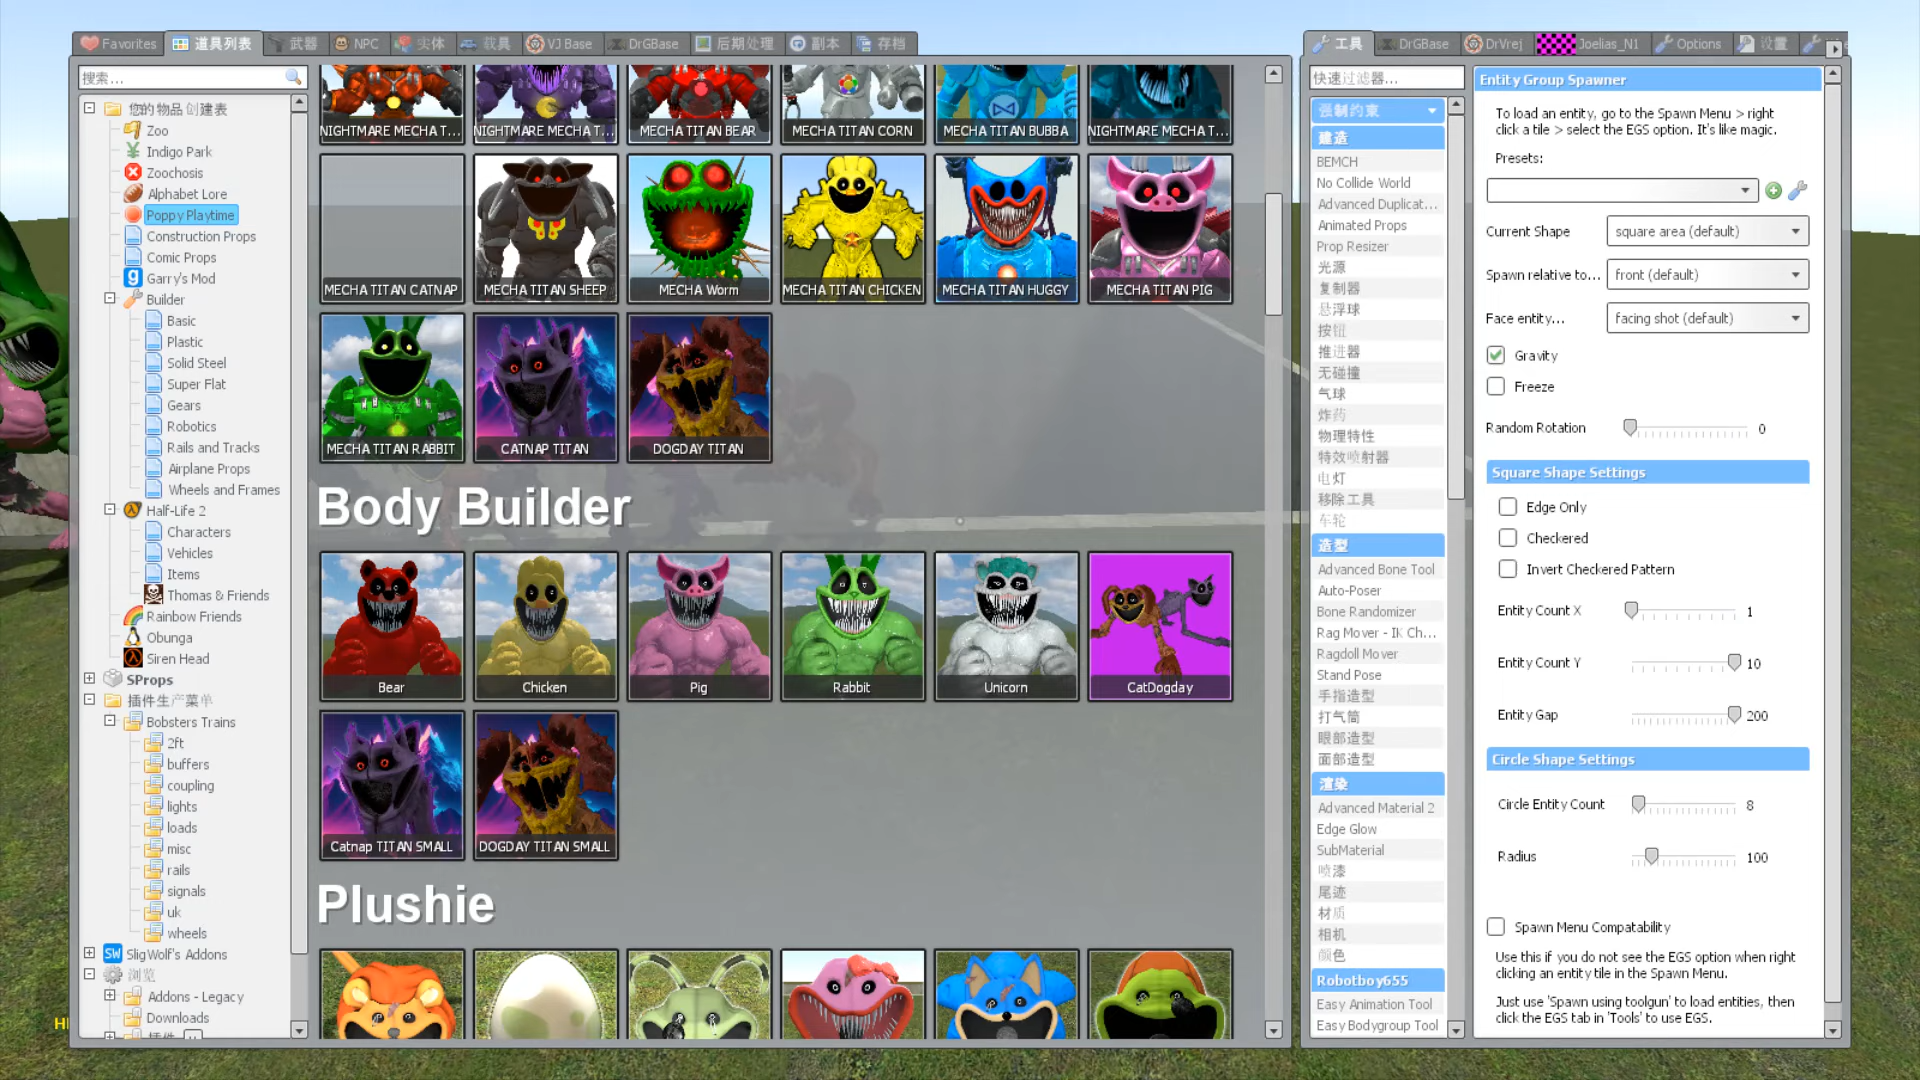 Favorites
道具列表
武器
NPC
实体
载具
VJ Base
DrGBase
后期处理
副本
存档
搜索...
您的物品创建表
Zoo
Indigo Park
Zoochosis
Alphabet Lore
Poppy Playtime
Construction Props
Comic Props
Garry's Mod
Builder
Basic
Plastic
Solid Steel
Super Flat
Gears
Robotics
Rails and Tracks
Airplane Props
Wheels and Frames
Half-Life 2
Characters
Vehicles
Items
Thomas & Friends
Rainbow Friends
Obunga
Siren Head
SProps
插件生产菜单
Bobsters Trains
2ft
buffers
coupling
lights
loads
misc
rails
signals
uk
wheels
SligWolf's Addons
浏览
Addons - Legacy
Downloads
插件
NIGHTMARE MECHA T...
NIGHTMARE MECHA T...
MECHA TITAN BEAR
MECHA TITAN CORN
MECHA TITAN BUBBA
NIGHTMARE MECHA T...
MECHA TITAN CATNAP
MECHA TITAN SHEEP
MECHA Worm
MECHA TITAN CHICKEN
MECHA TITAN HUGGY
MECHA TITAN PIG
MECHA TITAN RABBIT
CATNAP TITAN
DOGDAY TITAN
Body Builder
Bear
Chicken
Pig
Rabbit
Unicorn
CatDogday
Catnap TITAN SMALL
DOGDAY TITAN SMALL
Plushie
工具
DrGBase
DrVrej
Joelias_N1
Options
设置
快速过滤器...
强制约束
建造
BEMCH
No Collide World
Advanced Duplicat...
Animated Props
Prop Resizer
光源
复制器
悬浮球
按钮
推进器
无碰撞
气球
炸药
物理特性
特效喷射器
电灯
移除工具
车轮
造型
Advanced Bone Tool
Auto-Poser
Bone Randomizer
Rag Mover - IK Ch...
Ragdoll Mover
Stand Pose
手指造型
打气筒
眼部造型
面部造型
渲染
Advanced Material 2
Edge Glow
SubMaterial
喷漆
尾迹
材质
相机
颜色
Robotboy655
Easy Animation Tool
Easy Bodygroup Tool
Entity Group Spawner
To load an entity, go to the Spawn Menu > right
click a tile > select the EGS option. It's like magic.
Presets:
Current Shape
square area (default)
Spawn relative to...
front (default)
Face entity...
facing shot (default)
Gravity
Freeze
Random Rotation
0
Square Shape Settings
Edge Only
Checkered
Invert Checkered Pattern
Entity Count X
1
Entity Count Y
10
Entity Gap
200
Circle Shape Settings
Circle Entity Count
8
Radius
100
Spawn Menu Compatability
Use this if you do not see the EGS option when right
clicking an entity tile in the Spawn Menu.
Just use 'Spawn using toolgun' to load entities, then
click the EGS tab in 'Tools' to use EGS.